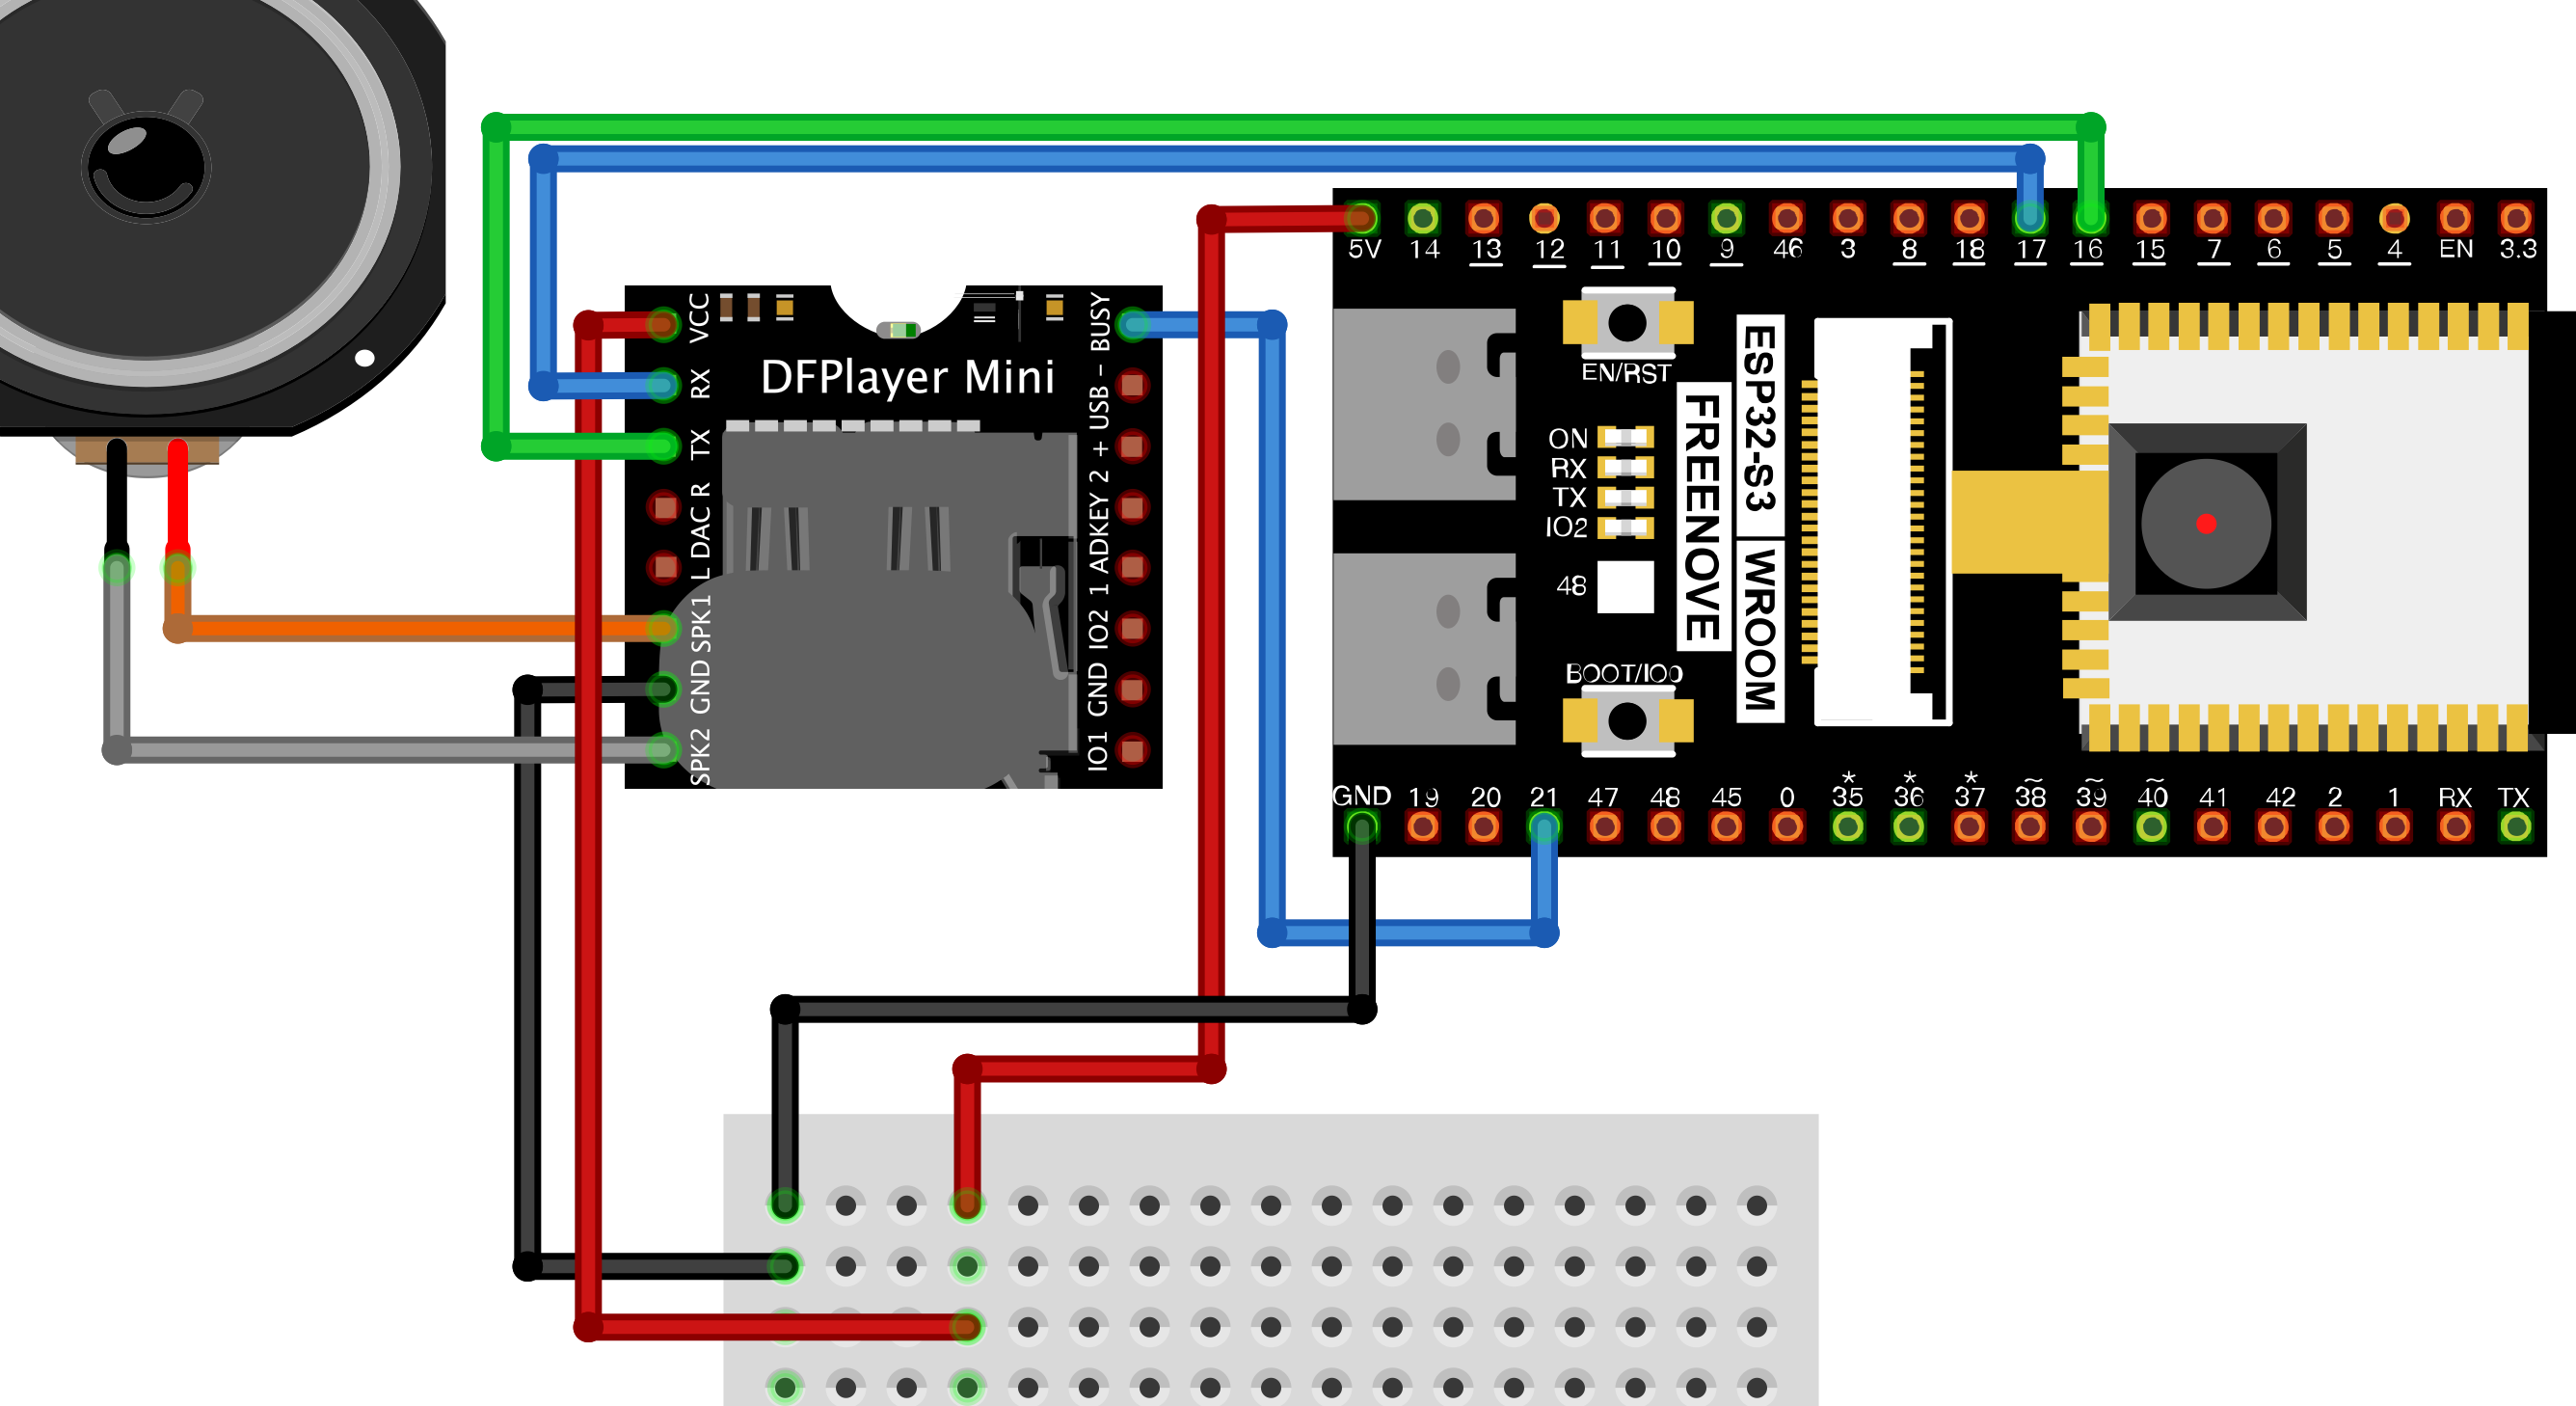 5V 14 13 12 11 10 9 46 3 8 18 17 16 15 7 6 5 4 EN 3.3
VCC
RX
TX
DAC R
L
SPK1
GND
SPK2
DFPlayer Mini
BUSY
USB - +
ADKEY 2
1
IO2
GND
IO1
EN/RST
ON
RX
TX
IO2
48
BOOT/IO0
FREENOVE
ESP32-S3
WROOM
* * * ~ ~ ~
GND 19 20 21 47 48 45 0 35 36 37 38 39 40 41 42 2 1 RX TX